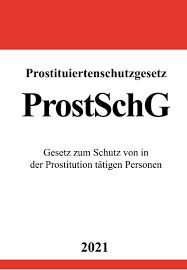 Prostituiertenschutzgesetz
ProstSchG
Gesetz zum Schutz von in
der Prostitution tätigen Personen
2021